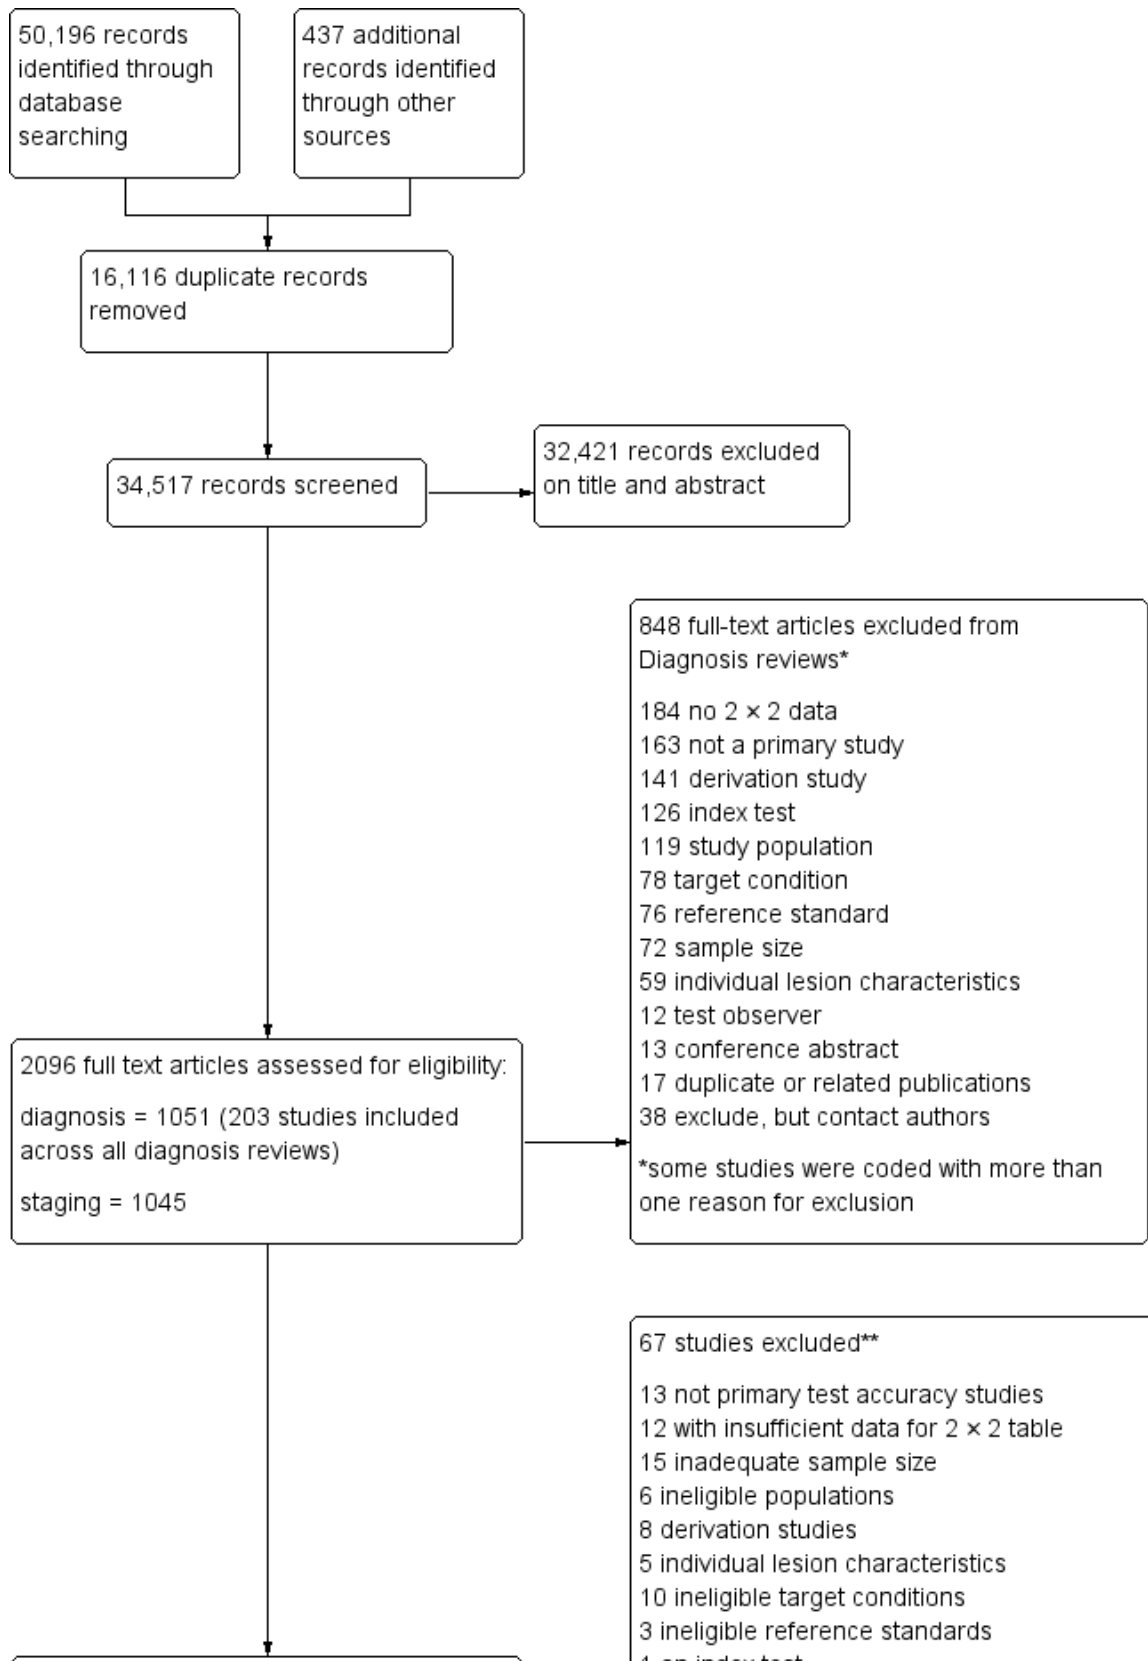 50,196 records
identified through
database
searching
437 additional
records identified
through other
sources
16,116 duplicate records
removed
34,517 records screened
32,421 records excluded
on title and abstract
848 full-text articles excluded from
Diagnosis reviews*
184 no 2 × 2 data
163 not a primary study
141 derivation study
126 index test
119 study population
78 target condition
76 reference standard
72 sample size
59 individual lesion characteristics
12 test observer
13 conference abstract
17 duplicate or related publications
38 exclude, but contact authors
*some studies were coded with more than
one reason for exclusion
2096 full text articles assessed for eligibility:
diagnosis = 1051 (203 studies included
across all diagnosis reviews)
staging = 1045
67 studies excluded**
13 not primary test accuracy studies
12 with insufficient data for 2 × 2 table
15 inadequate sample size
6 ineligible populations
8 derivation studies
5 individual lesion characteristics
10 ineligible target conditions
3 ineligible reference standards